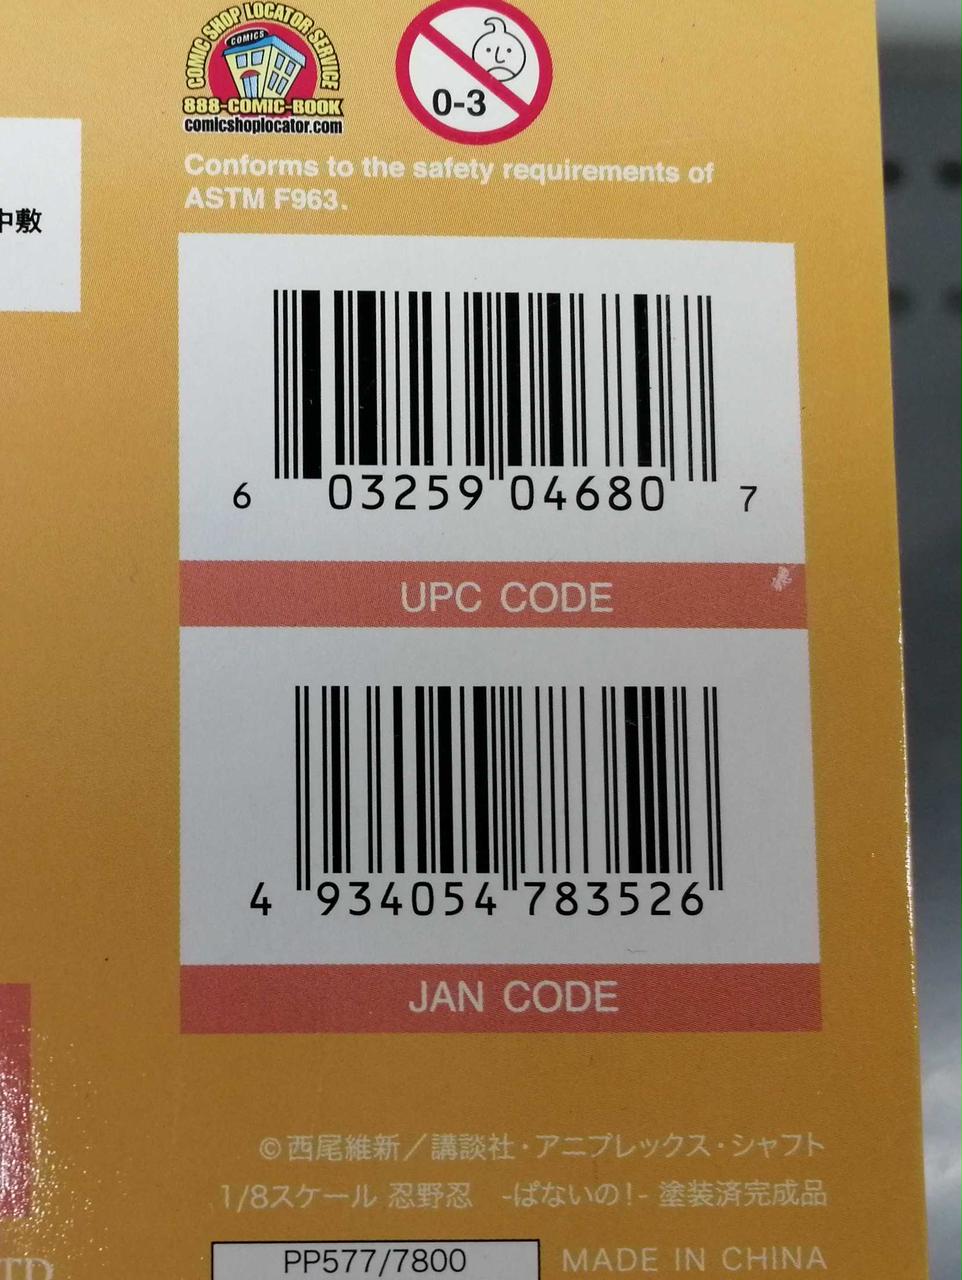 COMIC SHOP LOCATOR SERVICE
COMICS
888-COMIC-BOOK
comicshoplocator.com
0-3
Conforms to the safety requirements of
ASTM F963.
中敷
6 03259 04680 7
UPC CODE
4 934054 783526
JAN CODE
©西尾維新／講談社・アニプレックス・シャフト
1/8スケール 忍野忍 -ぱないの!- 塗装済完成品
PP577/7800
MADE IN CHINA
TD